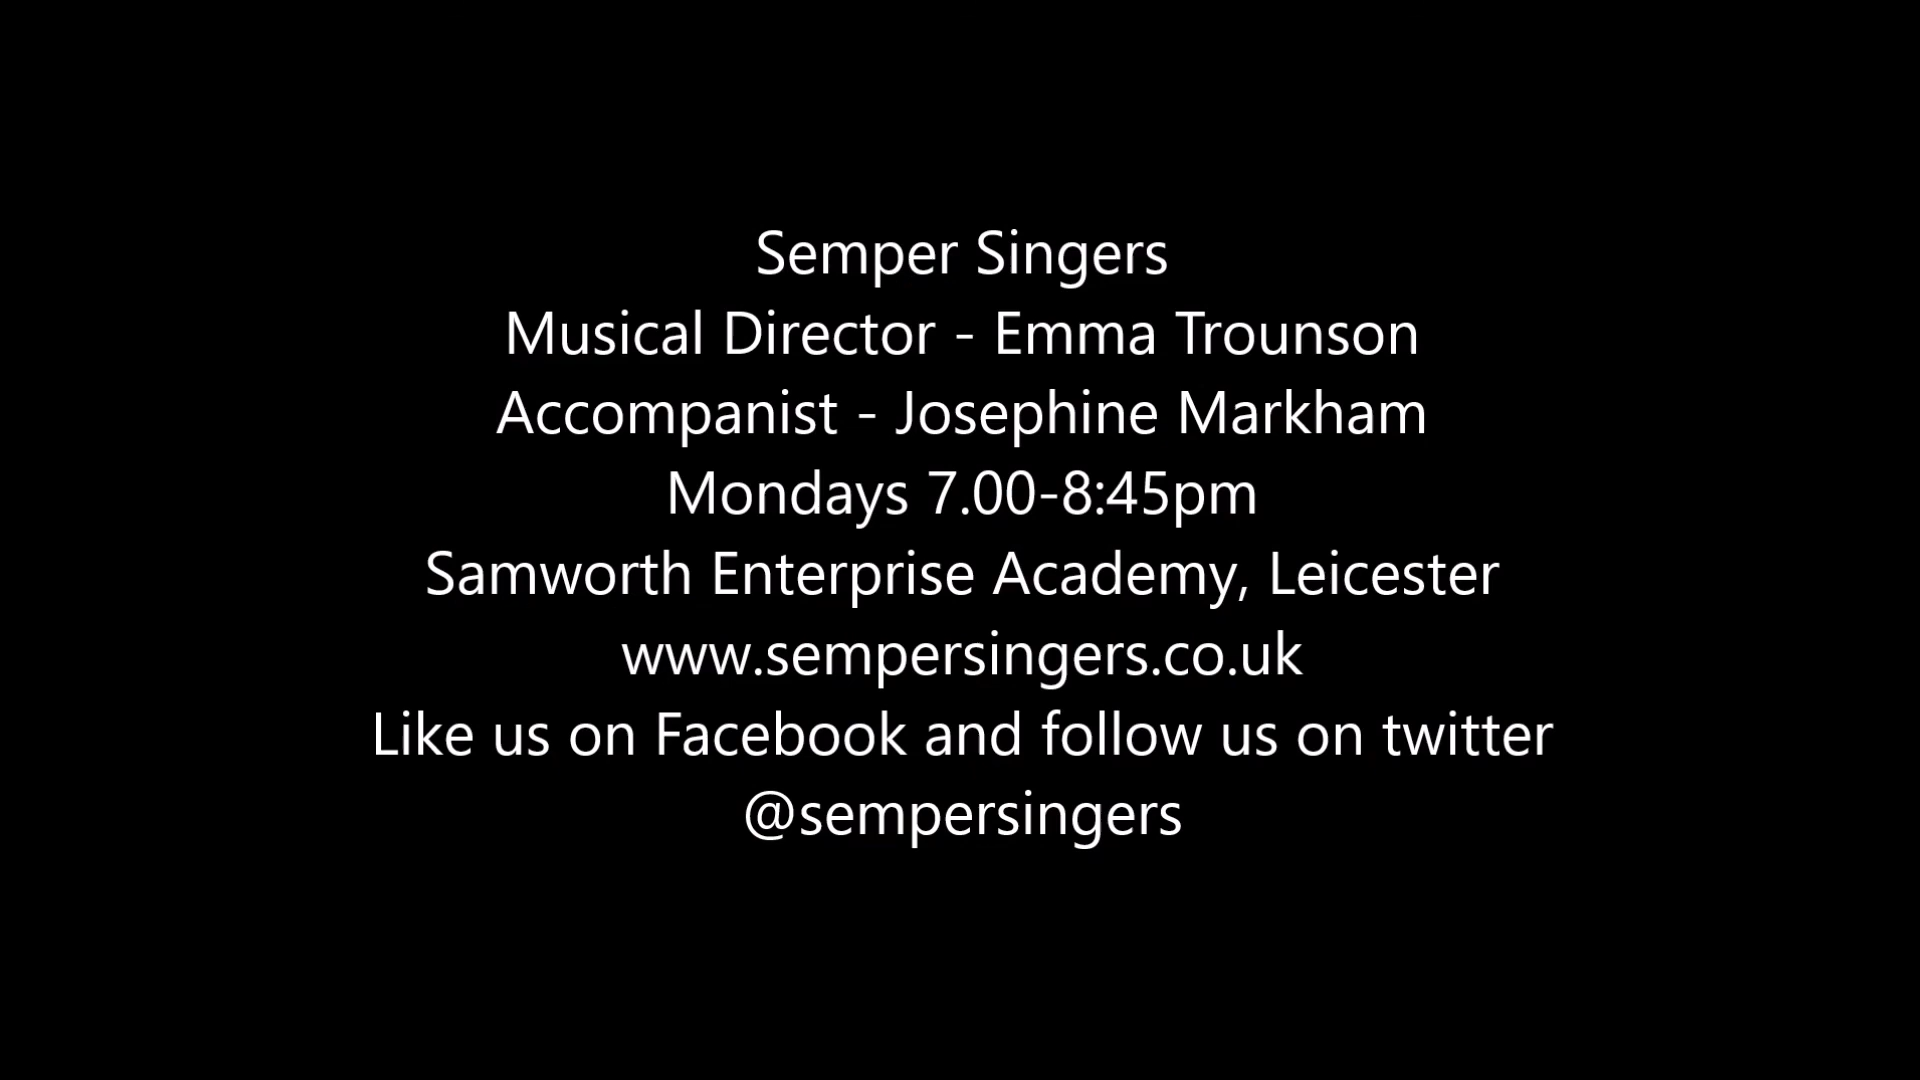 Semper Singers
Musical Director - Emma Trounson
Accompanist - Josephine Markham
Mondays 7.00-8:45pm
Samworth Enterprise Academy, Leicester
www.sempersingers.co.uk
Like us on Facebook and follow us on twitter
@sempersingers